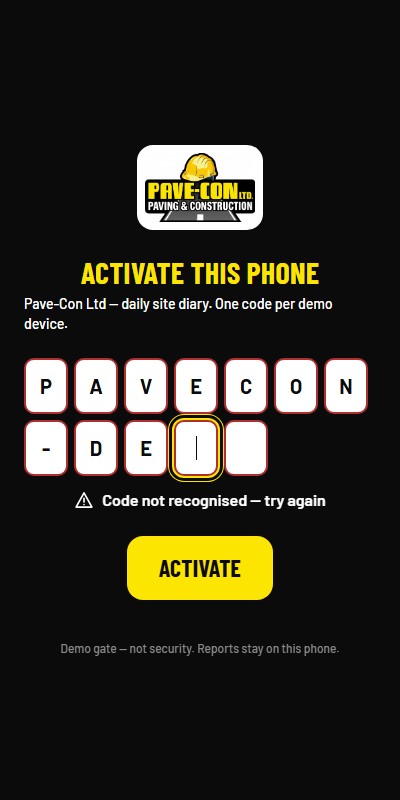 PAVE-CON LTD.
PAVING & CONSTRUCTION
ACTIVATE THIS PHONE
Pave-Con Ltd – daily site diary. One code per demo
device.
P A V E C O N
- D E
Code not recognised – try again
ACTIVATE
Demo gate – not security. Reports stay on this phone.